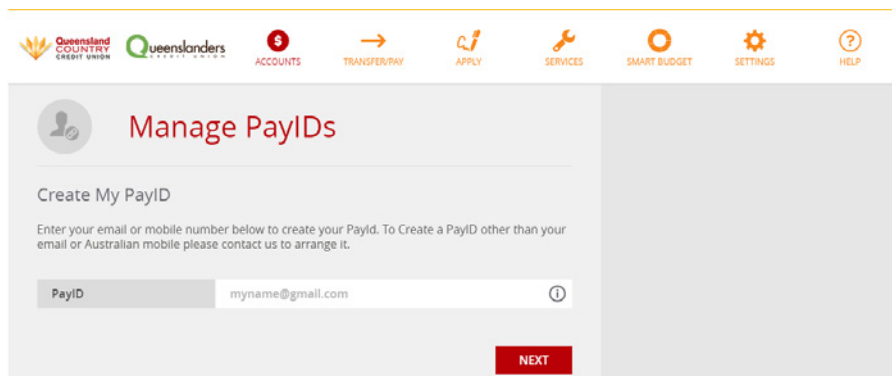 Queensland
COUNTRY
CREDIT UNION
Queenslanders
CREDIT UNION
ACCOUNTS
TRANSFER/PAY
APPLY
SERVICES
SMART BUDGET
SETTINGS
HELP
Manage PayIDs
Create My PayID
Enter your email or mobile number below to create your PayId. To Create a PayID other than your
email or Australian mobile please contact us to arrange it.
PayID
myname@gmail.com
NEXT